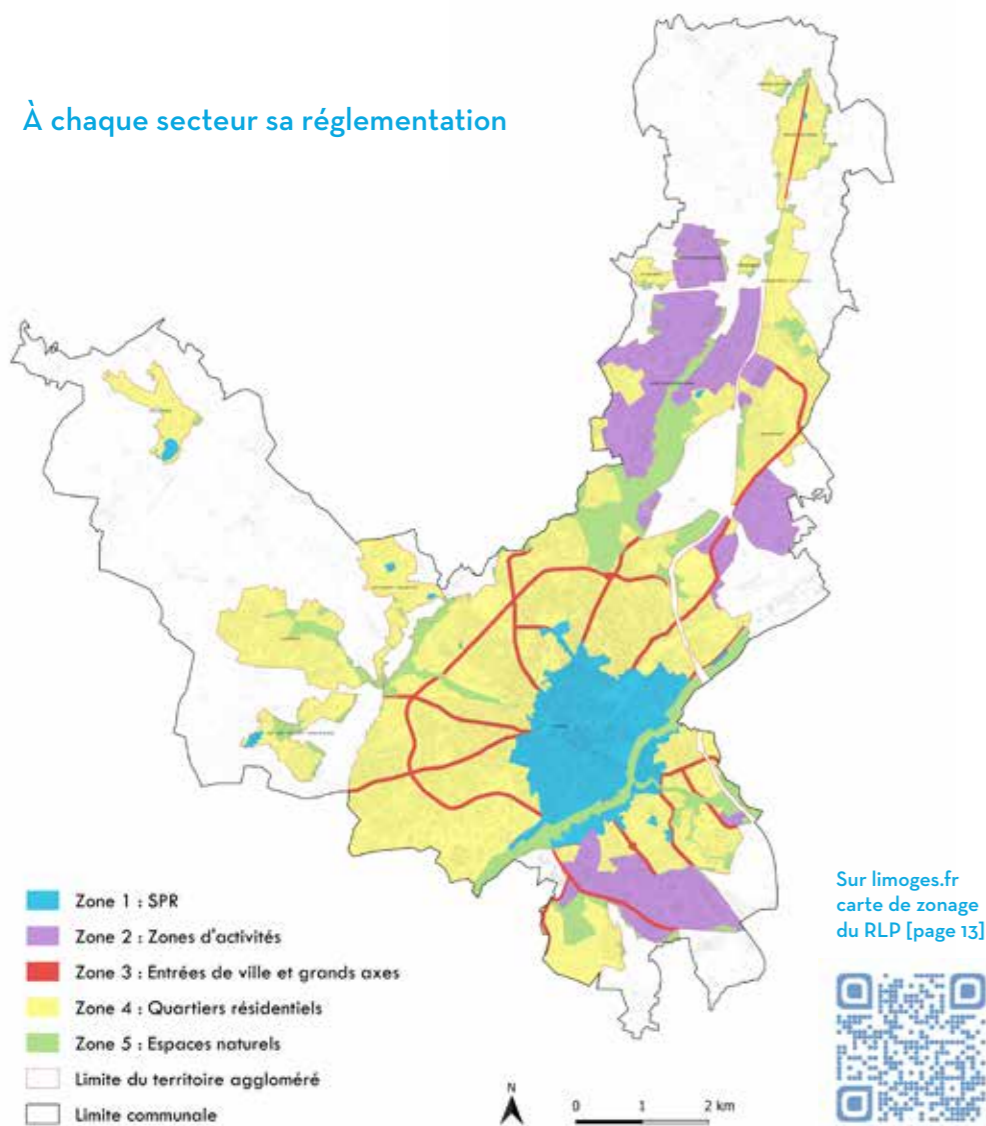 À chaque secteur sa réglementation
Zone 1 : SPR
Zone 2 : Zones d'activités
Zone 3 : Entrées de ville et grands axes
Zone 4 : Quartiers résidentiels
Zone 5 : Espaces naturels
Limite du territoire aggloméré
Limite communale
N
0 1 2 km
Sur limoges.fr
carte de zonage
du RLP [page 13]